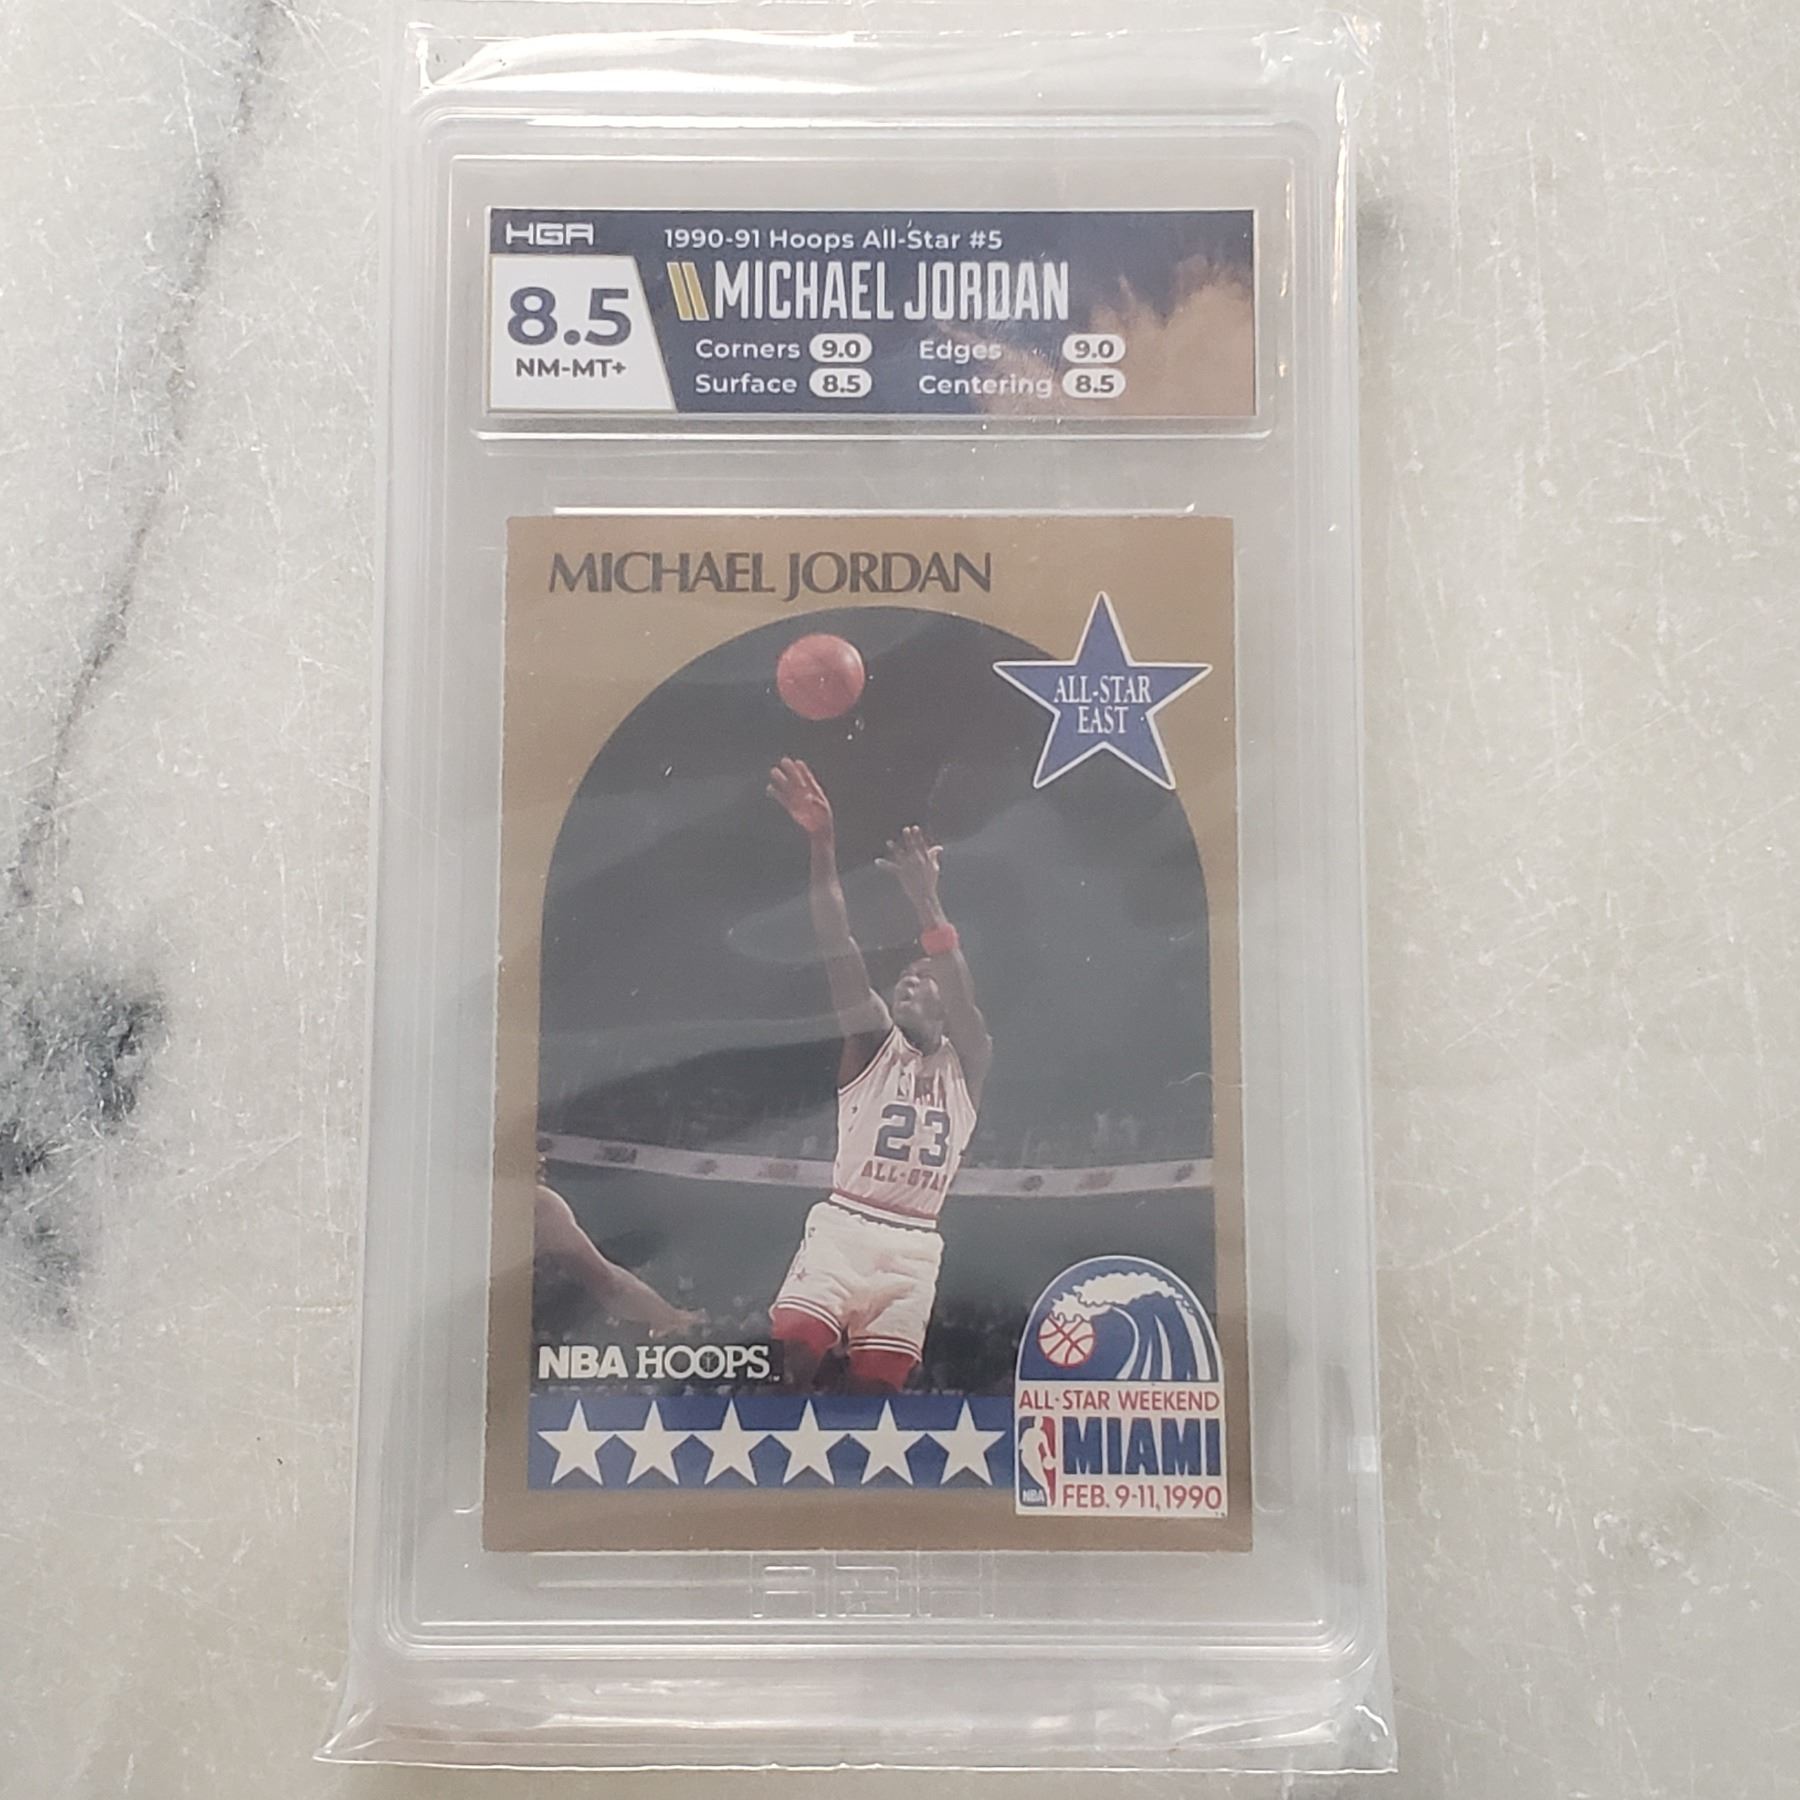 HGA
1990-91 Hoops All-Star #5
MICHAEL JORDAN
8.5
NM-MT+
Corners 9.0 Edges 9.0
Surface 8.5 Centering 8.5
MICHAEL JORDAN
ALL-STAR
EAST
23
ALL-STA
NBA HOOPS™
ALL-STAR WEEKEND
MIAMI
NBA
FEB. 9-11, 1990